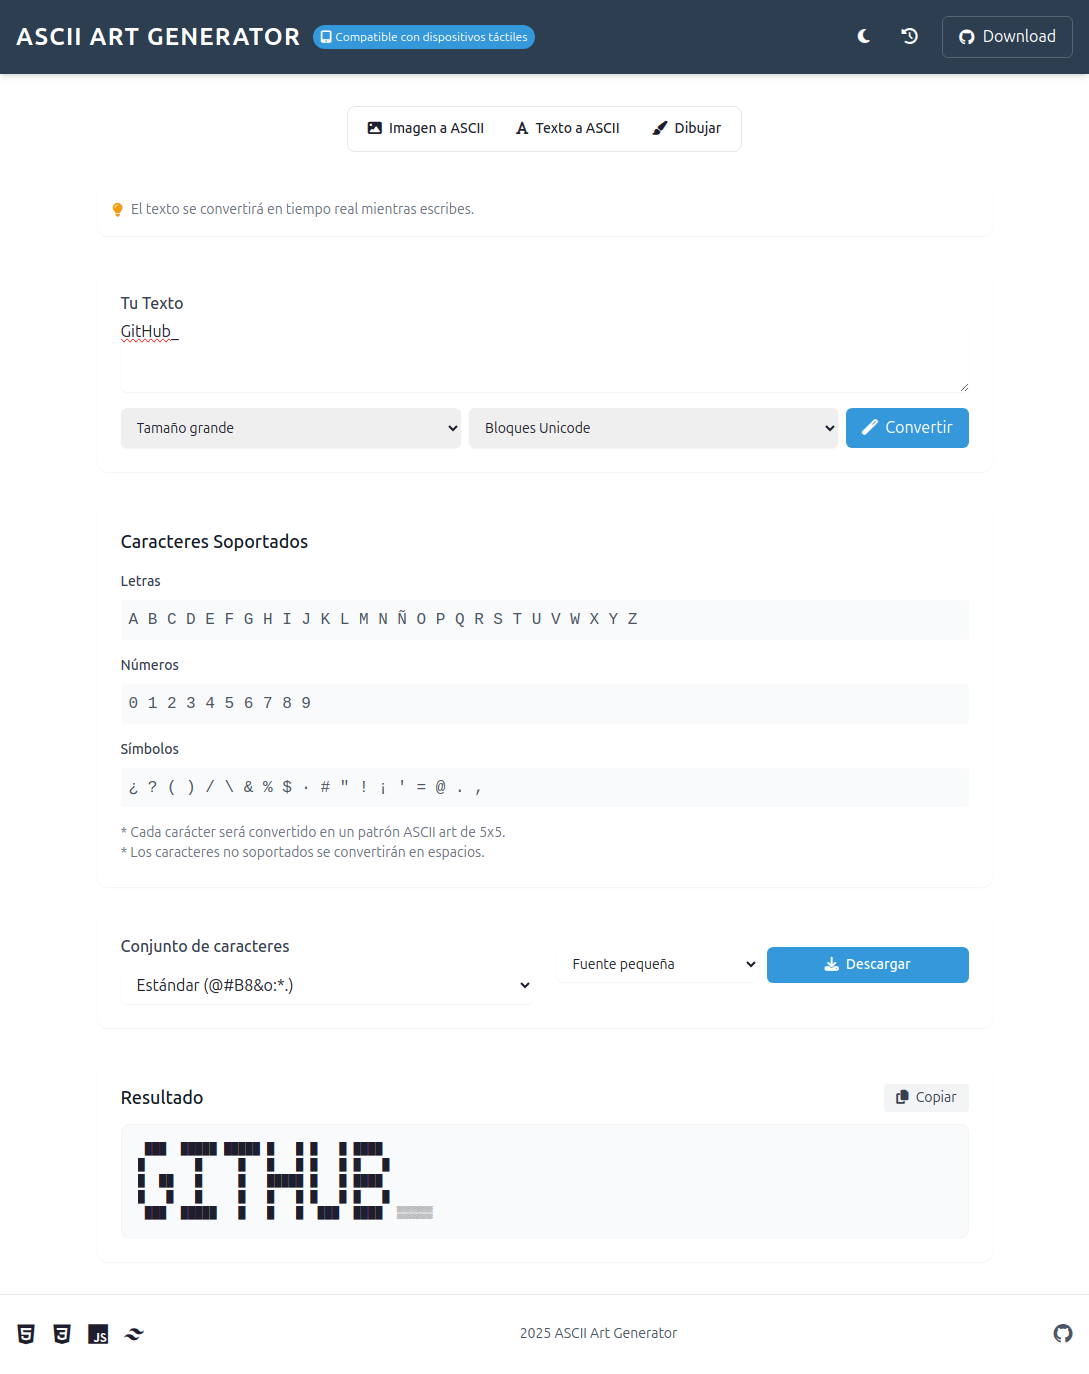 ASCII ART GENERATOR
Compatible con dispositivos táctiles
Download
Imagen a ASCII
Texto a ASCII
Dibujar
El texto se convertirá en tiempo real mientras escribes.
Tu Texto
GitHub_
Tamaño grande
Bloques Unicode
Convertir
Caracteres Soportados
Letras
A B C D E F G H I J K L M N Ñ O P Q R S T U V W X Y Z
Números
0 1 2 3 4 5 6 7 8 9
Símbolos
¿ ? ( ) / \ & % $ · # " ! ¡ ' = @ . ,
* Cada carácter será convertido en un patrón ASCII art de 5x5.
* Los caracteres no soportados se convertirán en espacios.
Conjunto de caracteres
Estándar (@#B8&o:*.)
Fuente pequeña
Descargar
Resultado
Copiar
GITHUB_
JS
2025 ASCII Art Generator